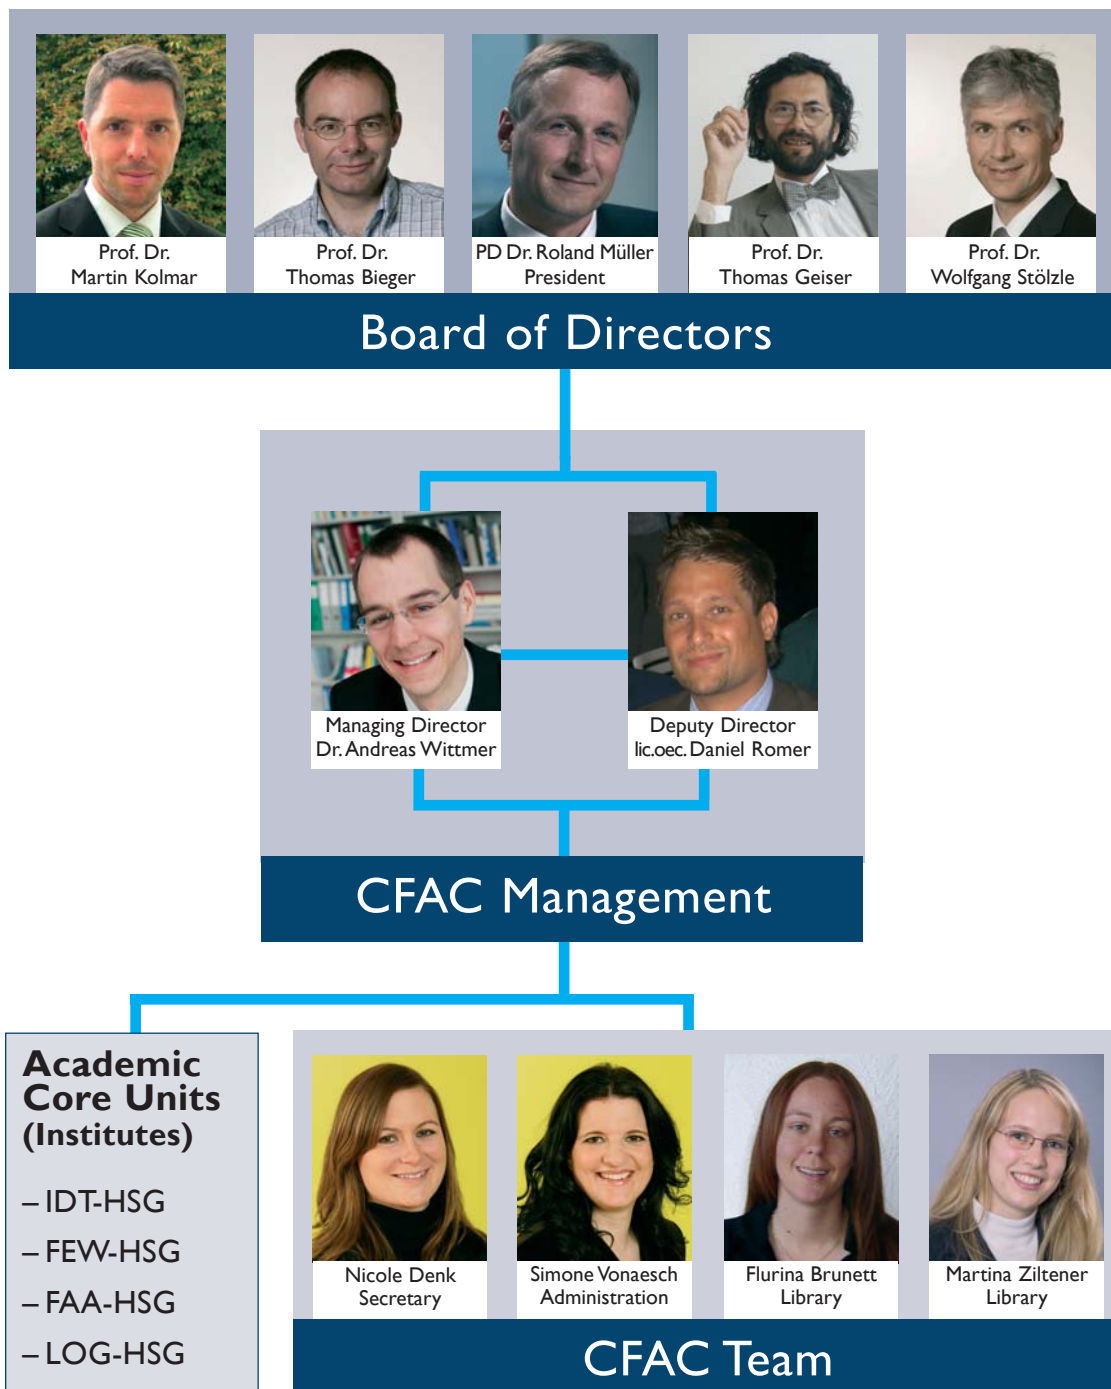 Prof. Dr.
Martin Kolmar
Prof. Dr.
Thomas Bieger
PD Dr. Roland Müller
President
Prof. Dr.
Thomas Geiser
Prof. Dr.
Wolfgang Stölzle
Board of Directors
Managing Director
Dr. Andreas Wittmer
Deputy Director
lic.oec. Daniel Romer
CFAC Management
Academic
Core Units
(Institutes)
– IDT-HSG
– FEW-HSG
– FAA-HSG
– LOG-HSG
Nicole Denk
Secretary
Simone Vonaesch
Administration
Flurina Brunett
Library
Martina Ziltener
Library
CFAC Team